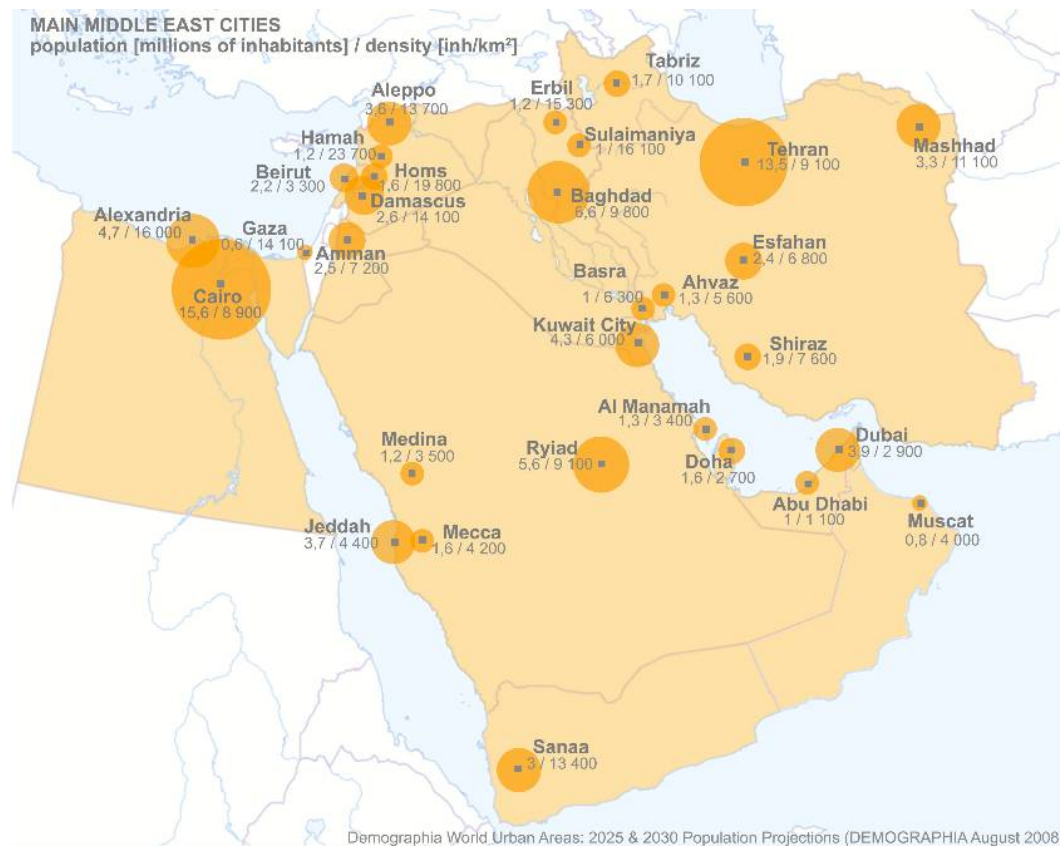 MAIN MIDDLE EAST CITIES
population [millions of inhabitants] / density [inh/km²]
Tabriz
1,7 / 10 100
Erbil
1,2 / 15 300
Aleppo
3,6 / 13 700
Sulaimaniya
1 / 16 100
Tehran
13,5 / 9 100
Mashhad
3,3 / 11 100
Hamah
1,2 / 23 700
Beirut
2,2 / 3 300
Homs
1,6 / 19 800
Baghdad
6,6 / 9 800
Damascus
2,6 / 14 100
Alexandria
4,7 / 16 000
Gaza
0,6 / 14 100
Amman
2,5 / 7 200
Esfahan
2,4 / 6 800
Basra
1 / 6 300
Ahvaz
1,3 / 5 600
Cairo
15,6 / 8 900
Kuwait City
4,3 / 6 000
Shiraz
1,9 / 7 600
Al Manamah
1,3 / 3 400
Medina
1,2 / 3 500
Ryiad
5,6 / 9 100
Doha
1,6 / 2 700
Dubai
3,9 / 2 900
Abu Dhabi
1 / 1 100
Muscat
0,8 / 4 000
Jeddah
3,7 / 4 400
Mecca
1,6 / 4 200
Sanaa
3 / 13 400
Demographia World Urban Areas: 2025 & 2030 Population Projections (DEMOGRAPHIA August 2008